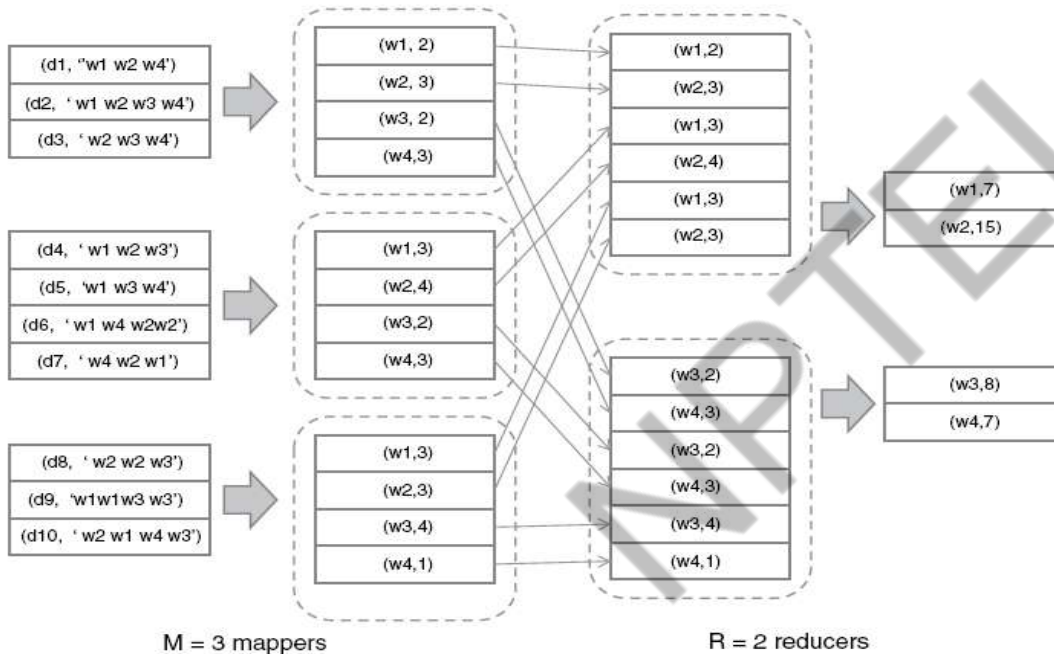 (d1, ‘'w1 w2 w4’)
(d2, ‘ w1 w2 w3 w4’)
(d3, ‘ w2 w3 w4’)
(d4, ‘ w1 w2 w3’)
(d5, ‘w1 w3 w4’)
(d6, ‘ w1 w4 w2w2’)
(d7, ‘ w4 w2 w1’)
(d8, ‘ w2 w2 w3’)
(d9, ‘w1w1w3 w3’)
(d10, ‘ w2 w1 w4 w3’)
(w1, 2)
(w2, 3)
(w3, 2)
(w4,3)
(w1,3)
(w2,4)
(w3,2)
(w4,3)
(w1,3)
(w2,3)
(w3,4)
(w4,1)
(w1,2)
(w2,3)
(w1,3)
(w2,4)
(w1,3)
(w2,3)
(w3,2)
(w4,3)
(w3,2)
(w4,3)
(w3,4)
(w4,1)
(w1,7)
(w2,15)
(w3,8)
(w4,7)
M = 3 mappers
R = 2 reducers
NPTEL